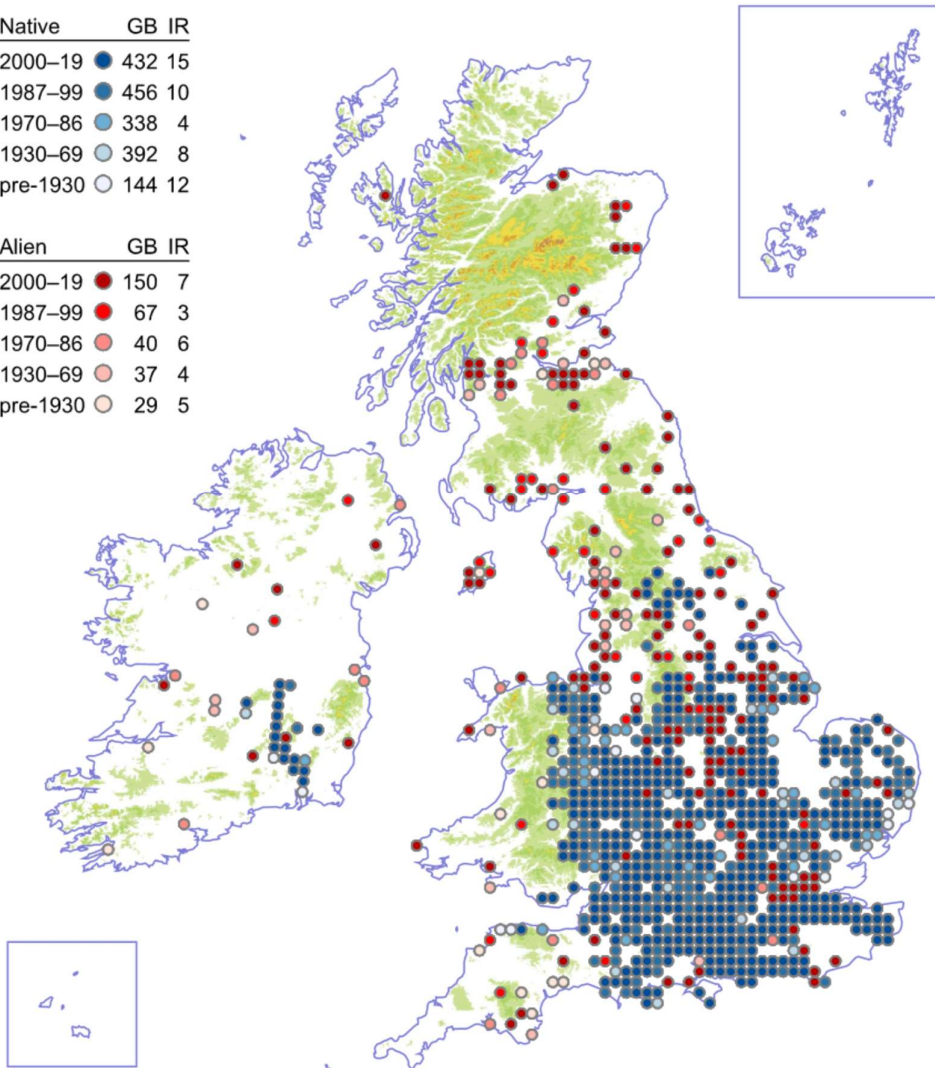 Native GB IR
2000–19 432 15
1987–99 456 10
1970–86 338 4
1930–69 392 8
pre-1930 144 12
Alien GB IR
2000–19 150 7
1987–99 67 3
1970–86 40 6
1930–69 37 4
pre-1930 29 5